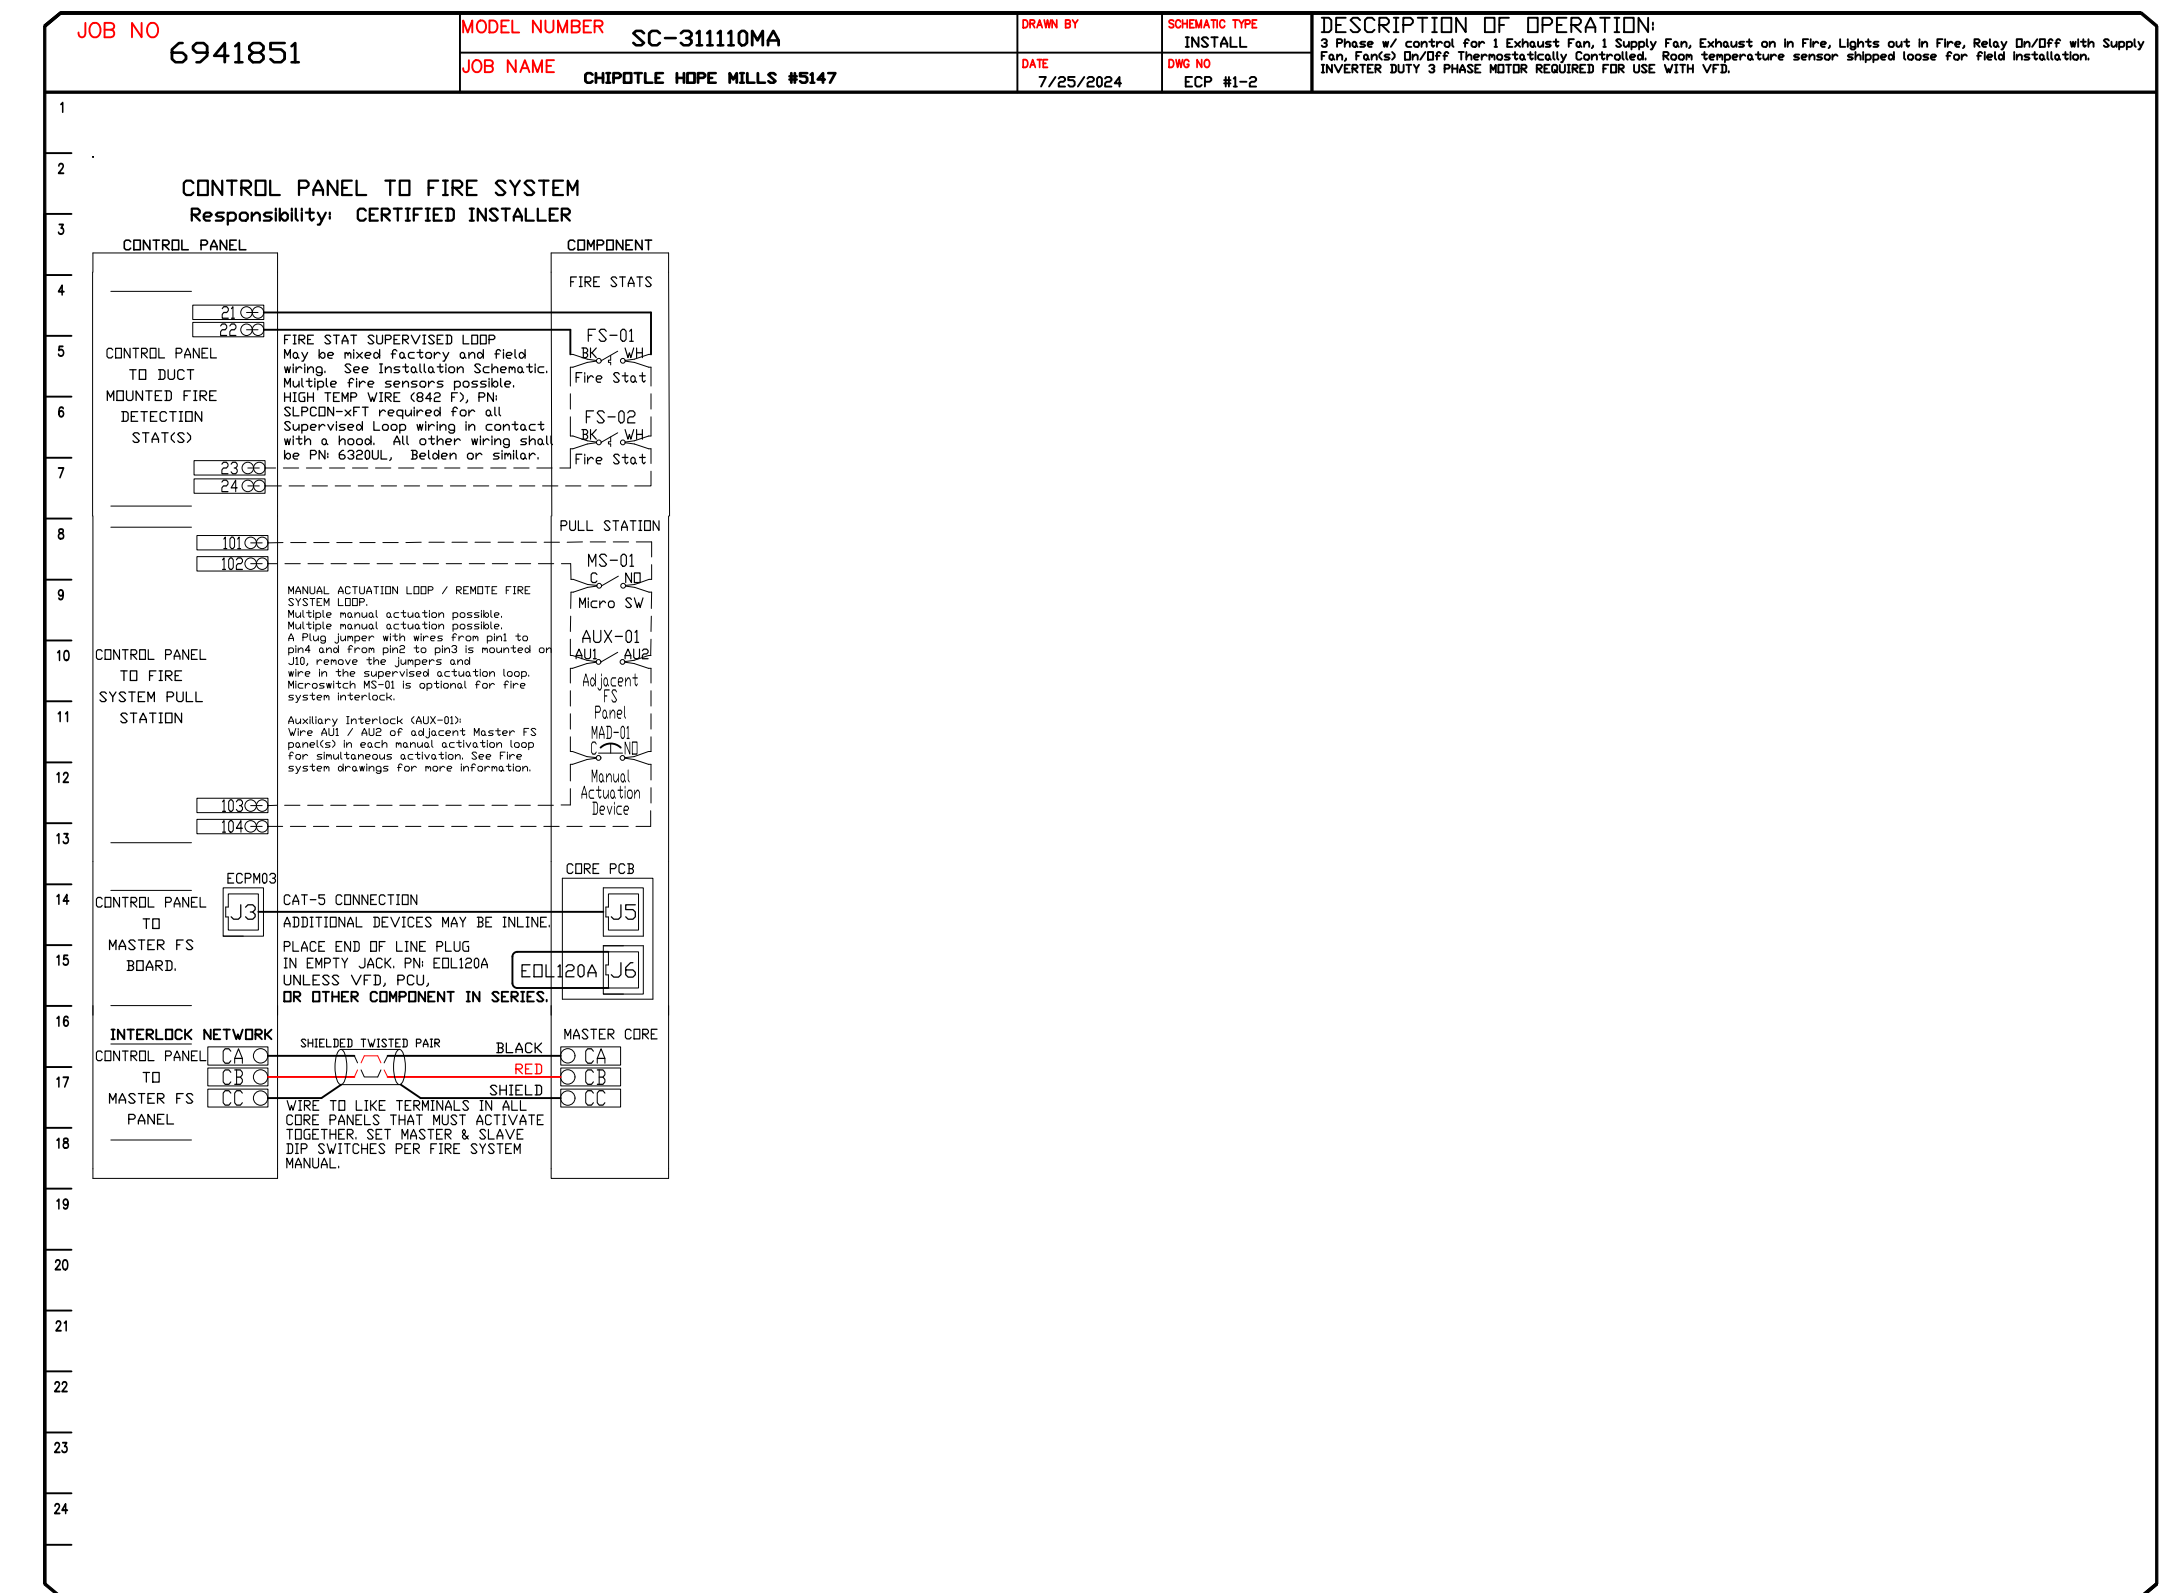 JOB NO
6941851
MODEL NUMBER SC-311110MA
JOB NAME CHIPOTLE HOPE MILLS #5147
DRAWN BY
DATE
7/25/2024
SCHEMATIC TYPE
INSTALL
DWG NO
ECP #1-2
DESCRIPTION OF OPERATION:
3 Phase w/ control for 1 Exhaust Fan, 1 Supply Fan, Exhaust on in Fire, Lights out in Fire, Relay On/Off with Supply
Fan, Fan(s) On/Off Thermostatically Controlled. Room temperature sensor shipped loose for field installation.
INVERTER DUTY 3 PHASE MOTOR REQUIRED FOR USE WITH VFD.
1
2
3
4
5
6
7
8
9
10
11
12
13
14
15
16
17
18
19
20
21
22
23
24
CONTROL PANEL TO FIRE SYSTEM
Responsibility: CERTIFIED INSTALLER
CONTROL PANEL
COMPONENT
FIRE STATS
21
22
CONTROL PANEL
TO DUCT
MOUNTED FIRE
DETECTION
STAT(S)
23
24
FIRE STAT SUPERVISED LOOP
May be mixed factory and field
wiring. See Installation Schematic.
Multiple fire sensors possible.
HIGH TEMP WIRE (842 F), PN:
SLPCON-xFT required for all
Supervised Loop wiring in contact
with a hood. All other wiring shall
be PN: 6320UL, Belden or similar.
FS-01
BK WH
Fire Stat
FS-02
BK WH
Fire Stat
PULL STATION
101
102
CONTROL PANEL
TO FIRE
SYSTEM PULL
STATION
103
104
MANUAL ACTUATION LOOP / REMOTE FIRE
SYSTEM LOOP.
Multiple manual actuation possible.
Multiple manual actuation possible.
A Plug jumper with wires from pin1 to
pin4 and from pin2 to pin3 is mounted on
J10, remove the jumpers and
wire in the supervised actuation loop.
Microswitch MS-01 is optional for fire
system interlock.
Auxiliary Interlock (AUX-01):
Wire AU1 / AU2 of adjacent Master FS
panel(s) in each manual activation loop
for simultaneous activation. See Fire
system drawings for more information.
MS-01
C NO
Micro SW
AUX-01
AU1 AU2
Adjacent
FS
Panel
MAD-01
C NO
Manual
Actuation
Device
ECPM03
J3
CONTROL PANEL
TO
MASTER FS
BOARD.
CAT-5 CONNECTION
ADDITIONAL DEVICES MAY BE INLINE.
PLACE END OF LINE PLUG
IN EMPTY JACK. PN: EOL120A
UNLESS VFD, PCU,
OR OTHER COMPONENT IN SERIES.
CORE PCB
J5
EOL120A J6
INTERLOCK NETWORK
CONTROL PANEL
TO
MASTER FS
PANEL
CA
CB
CC
SHIELDED TWISTED PAIR
BLACK
RED
SHIELD
MASTER CORE
CA
CB
CC
WIRE TO LIKE TERMINALS IN ALL
CORE PANELS THAT MUST ACTIVATE
TOGETHER. SET MASTER & SLAVE
DIP SWITCHES PER FIRE SYSTEM
MANUAL.